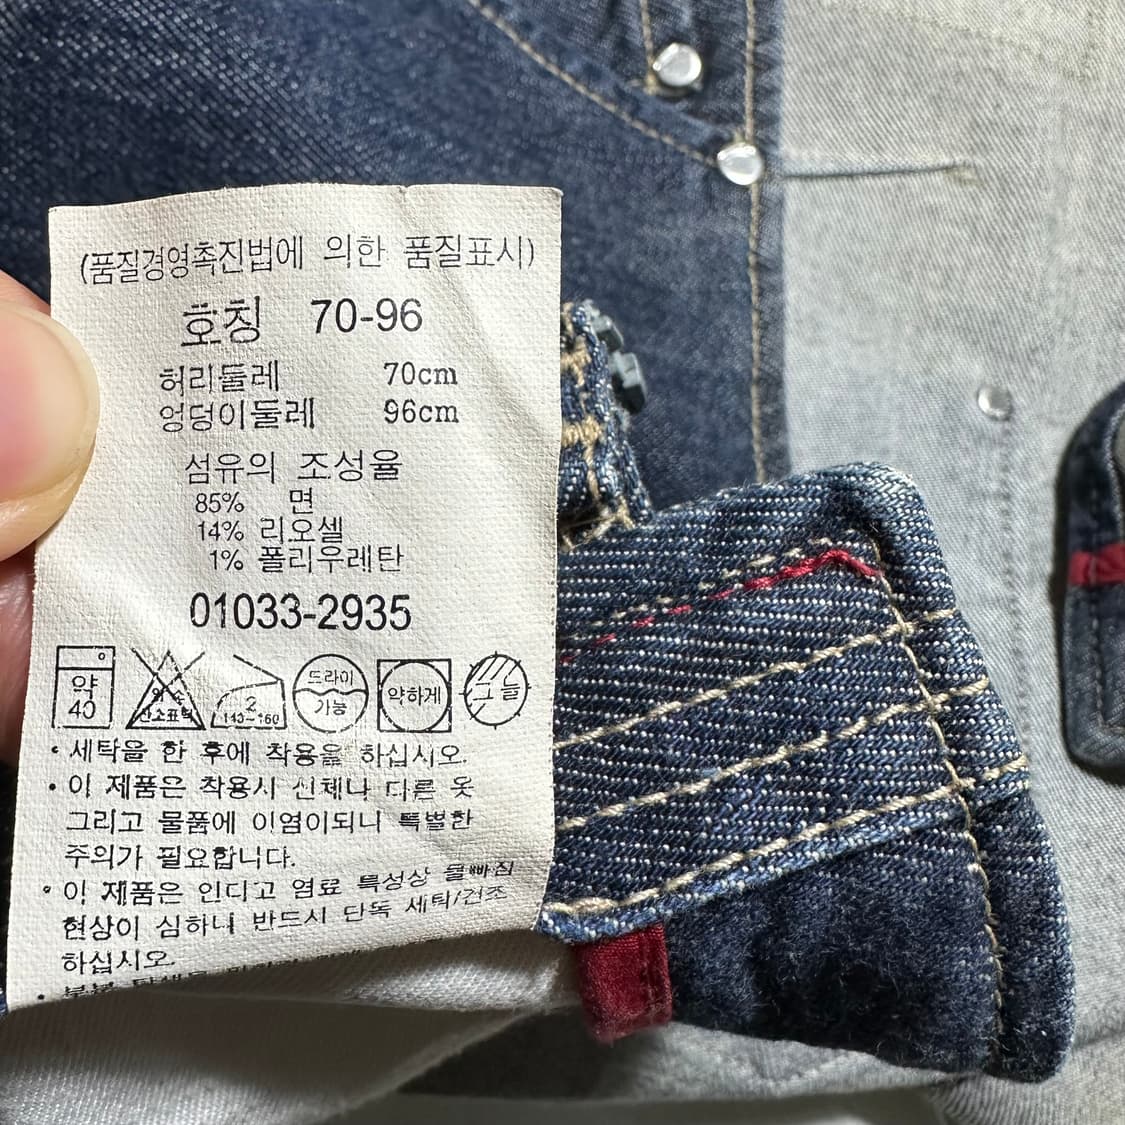 (품질경영촉진법에 의한 품질표시)
호칭 70-96
허리둘레 70cm
엉덩이둘레 96cm
섬유의 조성율
85% 면
14% 리오셀
1% 폴리우레탄
01033-2935
약 40
염소 산소표백
2 140~160
드라이 가능
약하게
그늘
• 세탁을 한 후에 착용을 하십시오.
• 이 제품은 착용시 신체나 다른 옷
그리고 물품에 이염이되니 특별한
주의가 필요합니다.
• 이 제품은 인디고 염료 특성상 물빠짐
현상이 심하니 반드시 단독 세탁/건조
하십시오.
• 부분